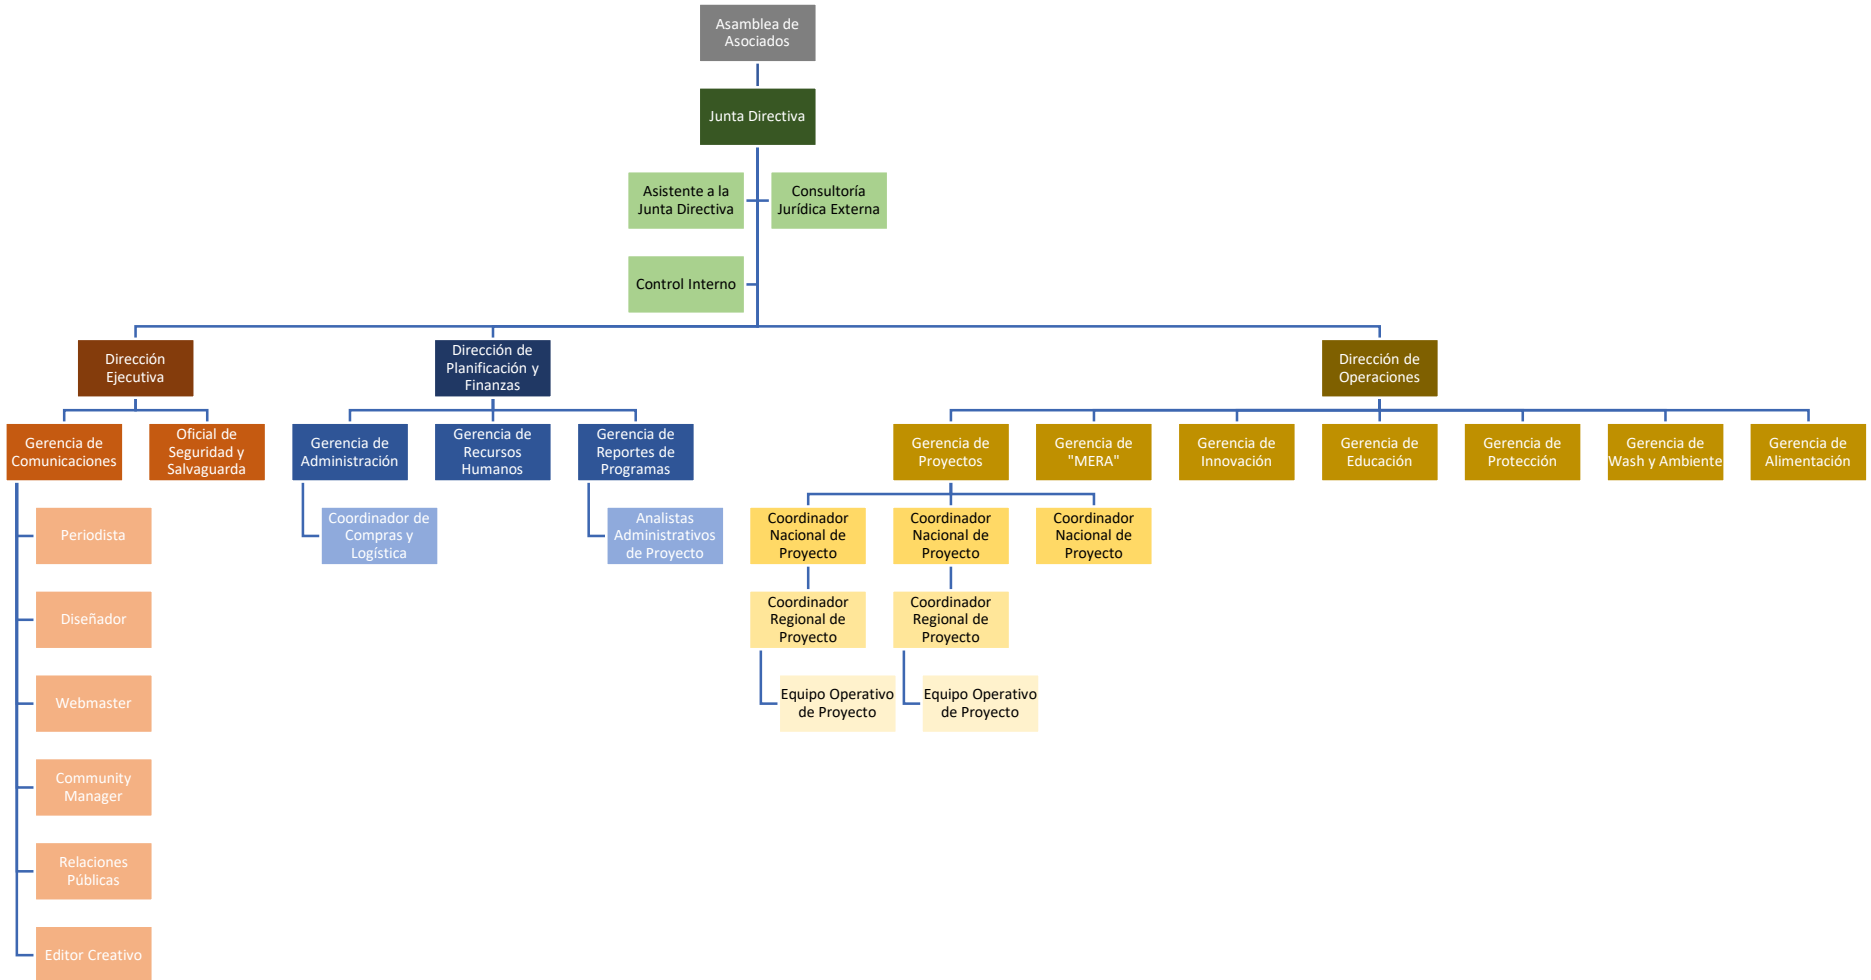 Asamblea de
Asociados
Junta Directiva
Asistente a la
Junta Directiva
Consultoría
Jurídica Externa
Control Interno
Dirección
Ejecutiva
Dirección de
Planificación y
Finanzas
Dirección de
Operaciones
Gerencia de
Comunicaciones
Oficial de
Seguridad y
Salvaguarda
Gerencia de
Administración
Gerencia de
Recursos
Humanos
Gerencia de
Reportes de
Programas
Gerencia de
Proyectos
Gerencia de
"MERA"
Gerencia de
Innovación
Gerencia de
Educación
Gerencia de
Protección
Gerencia de
Wash y Ambiente
Gerencia de
Alimentación
Periodista
Coordinador de
Compras y
Logística
Analistas
Administrativos
de Proyecto
Coordinador
Nacional de
Proyecto
Coordinador
Nacional de
Proyecto
Coordinador
Nacional de
Proyecto
Diseñador
Coordinador
Regional de
Proyecto
Coordinador
Regional de
Proyecto
Webmaster
Equipo Operativo
de Proyecto
Equipo Operativo
de Proyecto
Community
Manager
Relaciones
Públicas
Editor Creativo